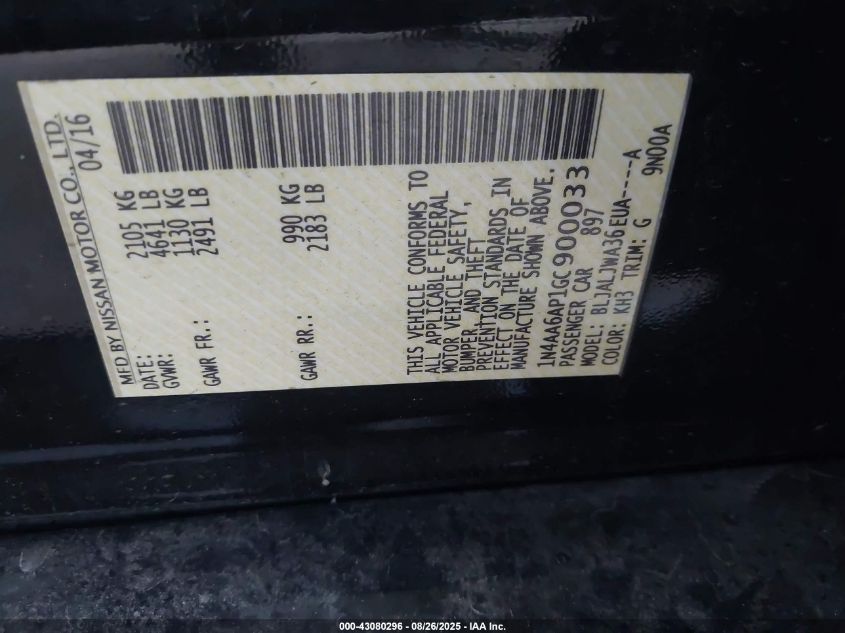 MFD BY NISSAN MOTOR CO., LTD.
DATE: 04/16
GVWR: 2105 KG
4641 LB
GAWR FR.: 1130 KG
2491 LB
GAWR RR.: 990 KG
2183 LB
THIS VEHICLE CONFORMS TO
ALL APPLICABLE FEDERAL
MOTOR VEHICLE SAFETY,
BUMPER, AND THEFT
PREVENTION STANDARDS IN
EFFECT ON THE DATE OF
MANUFACTURE SHOWN ABOVE.
1N4AA6AP1GC900033
PASSENGER CAR 897
MODEL: BLJALJWA36EUA----A
COLOR: KH3 TRIM: G 9N00A
000-43080296 - 08/26/2025 - IAA Inc.